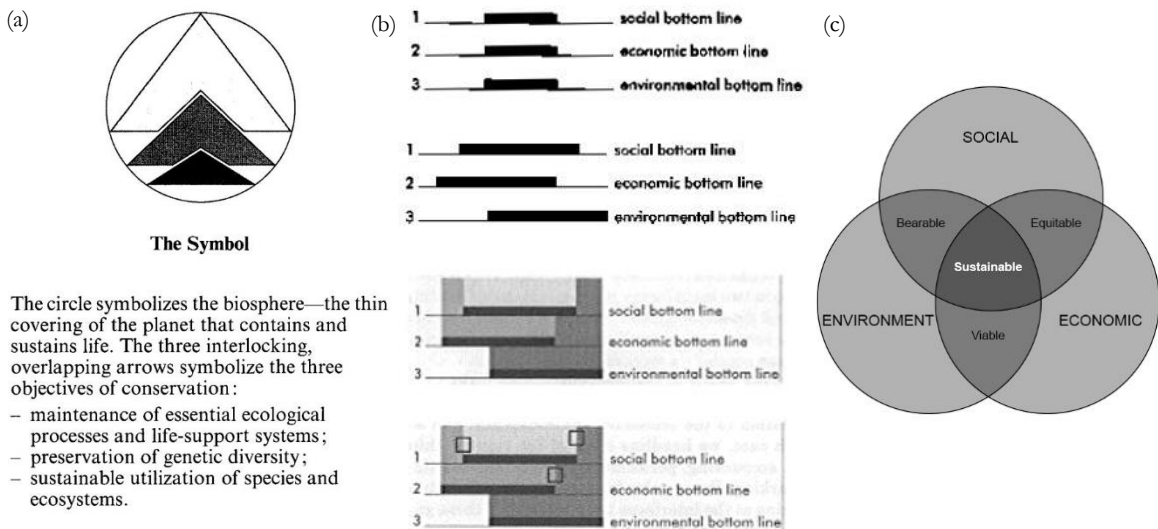 (a)
The Symbol
The circle symbolizes the biosphere—the thin
covering of the planet that contains and
sustains life. The three interlocking,
overlapping arrows symbolize the three
objectives of conservation:
– maintenance of essential ecological
processes and life-support systems;
– preservation of genetic diversity;
– sustainable utilization of species and
ecosystems.
(b)
1 social bottom line
2 economic bottom line
3 environmental bottom line
1 social bottom line
2 economic bottom line
3 environmental bottom line
1 social bottom line
2 economic bottom line
3 environmental bottom line
1 social bottom line
2 economic bottom line
3 environmental bottom line
(c)
SOCIAL
Bearable
Equitable
Sustainable
ENVIRONMENT
ECONOMIC
Viable